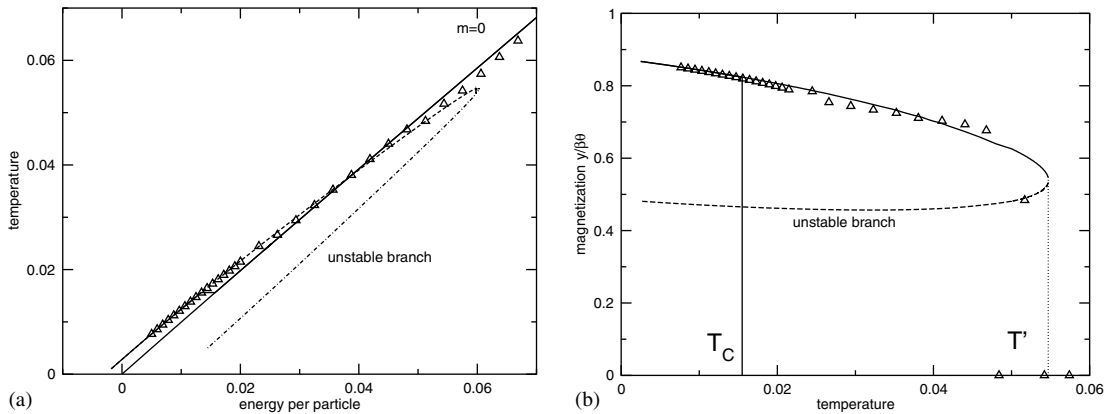 m=0
0.06
0.04
0.02
0
temperature
unstable branch
0
0.02
0.04
0.06
energy per particle
(a)
1
0.8
0.6
0.4
0.2
0
magnetization y/βθ
unstable branch
T_C
T'
0
0.02
0.04
0.06
temperature
(b)